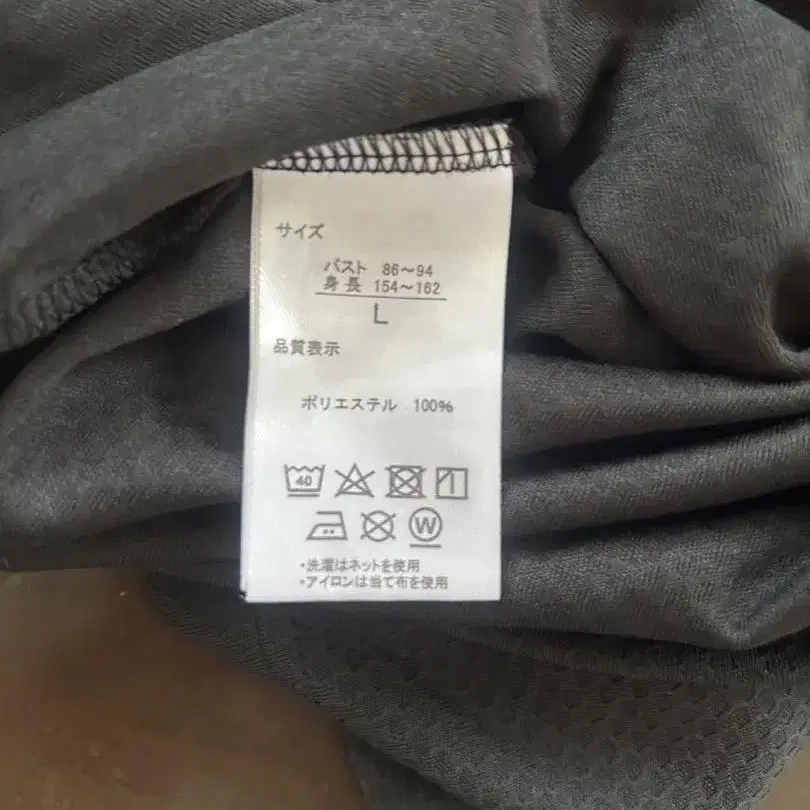 サイズ
バスト 86～94
身長 154～162
L
品質表示
ポリエステル 100%
40
W
・洗濯はネットを使用
・アイロンは当て布を使用